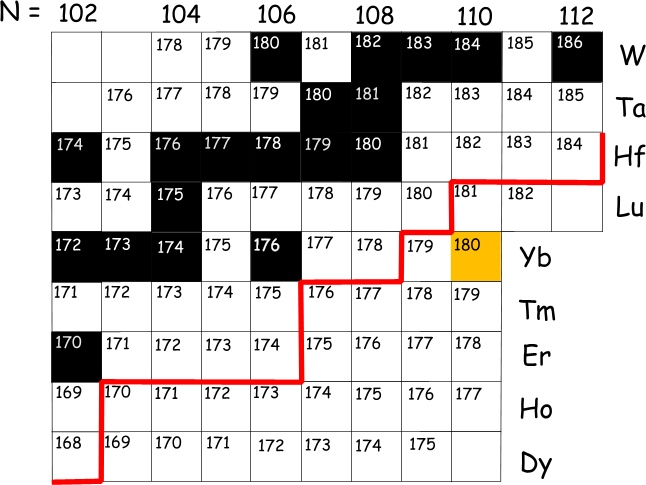 N = 102 104 106 108 110 112
178 179 180 181 182 183 184 185 186 W
176 177 178 179 180 181 182 183 184 185 Ta
174 175 176 177 178 179 180 181 182 183 184 Hf
173 174 175 176 177 178 179 180 181 182 Lu
172 173 174 175 176 177 178 179 180 Yb
171 172 173 174 175 176 177 178 179 Tm
170 171 172 173 174 175 176 177 178 Er
169 170 171 172 173 174 175 176 177 Ho
168 169 170 171 172 173 174 175 Dy